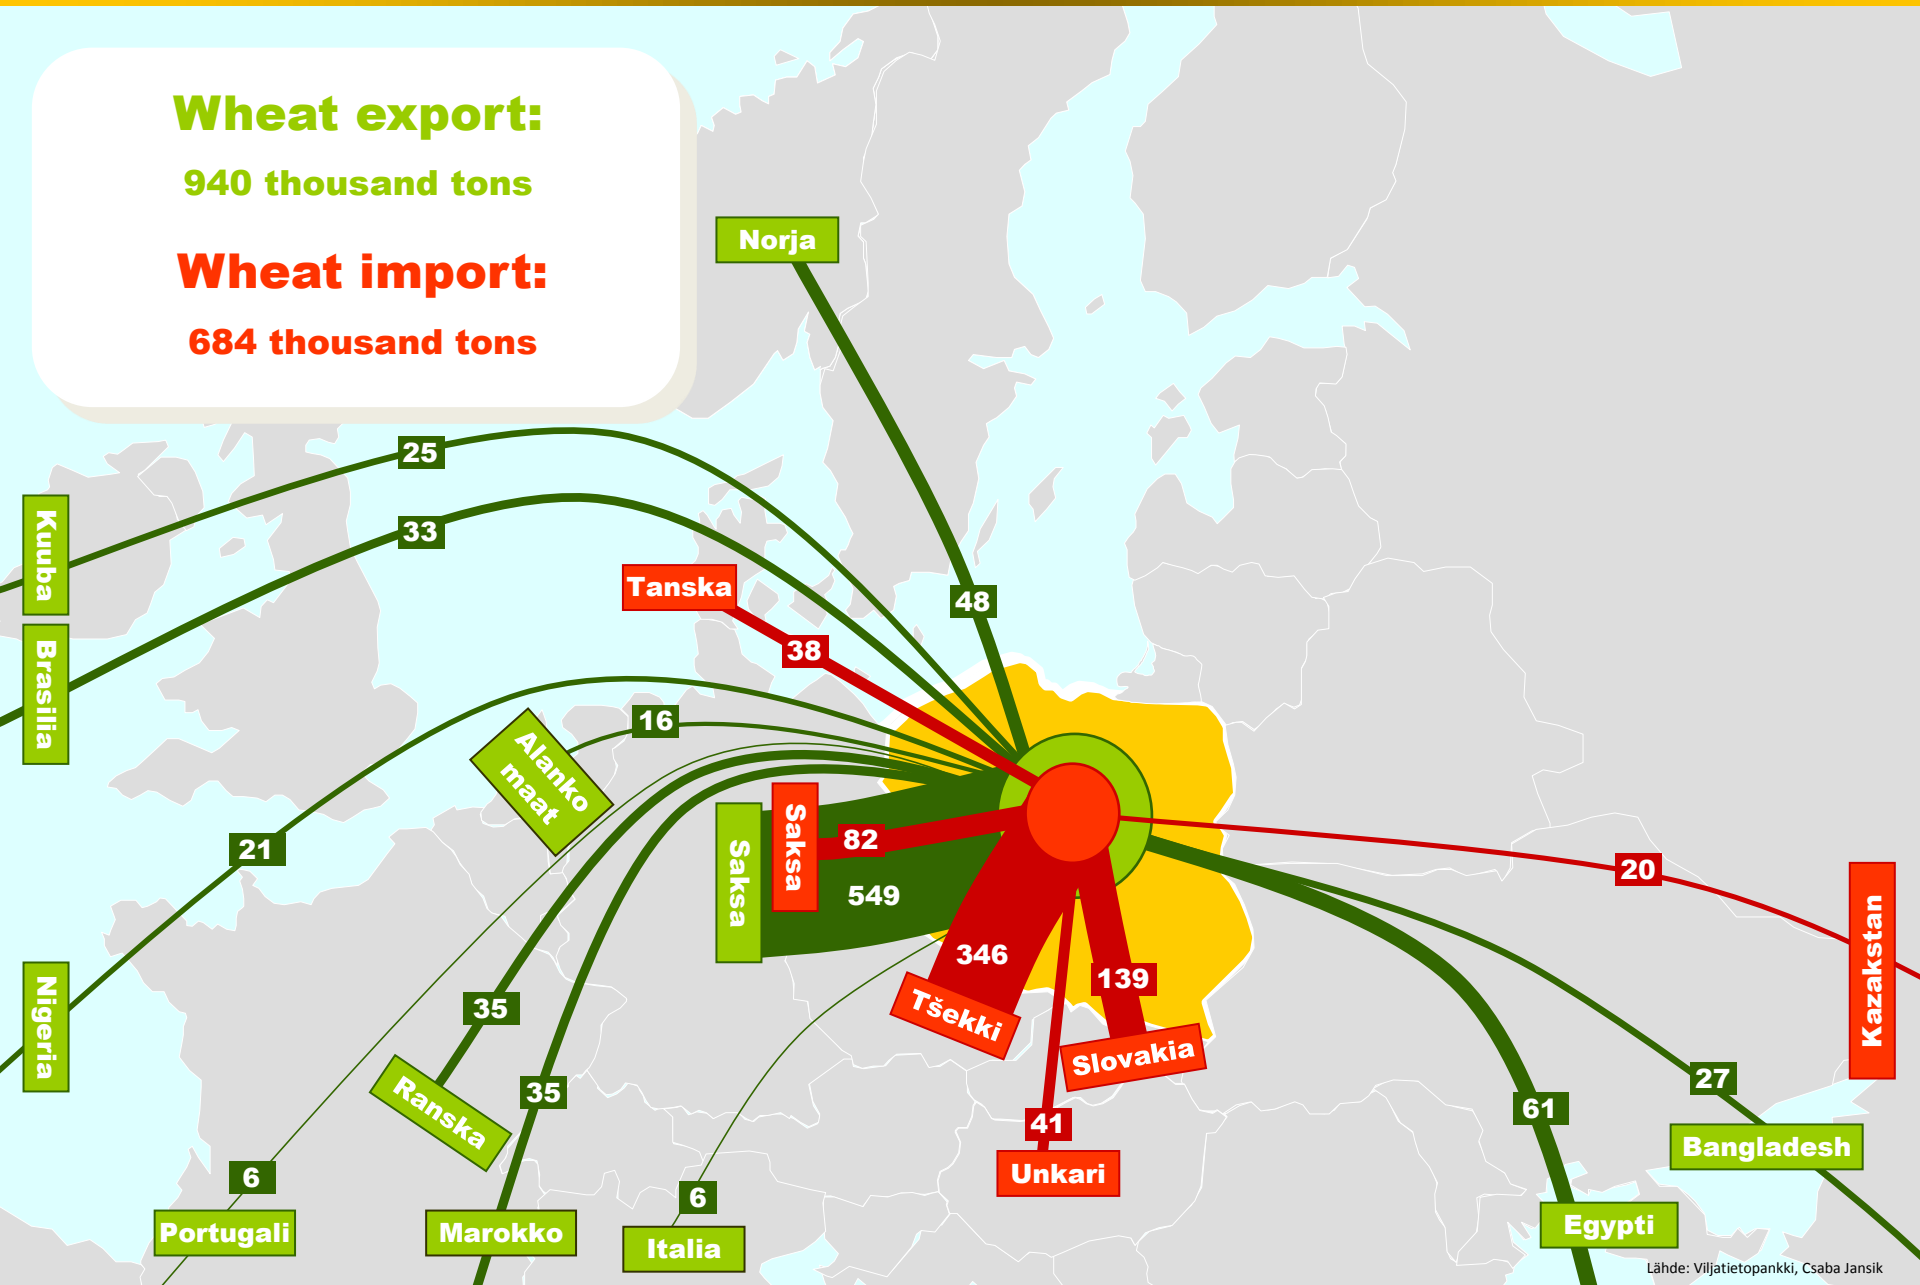 Wheat export:
940 thousand tons
Wheat import:
684 thousand tons
Norja
25
Kuuba
33
Tanska
48
Brasilia
38
16
Alanko
maat
21
Saksa
Saksa
82
549
20
Kazakstan
346
139
Nigeria
35
Tšekki
Slovakia
35
Ranska
27
61
41
Bangladesh
Unkari
6
6
Portugali
Marokko
Italia
Egypti
Lähde: Viljatietopankki, Csaba Jansik